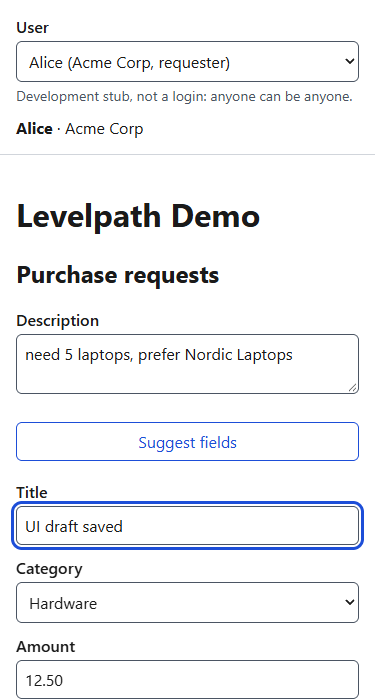 User
Alice (Acme Corp, requester)
Development stub, not a login: anyone can be anyone.
Alice · Acme Corp
Levelpath Demo
Purchase requests
Description
need 5 laptops, prefer Nordic Laptops
Suggest fields
Title
UI draft saved
Category
Hardware
Amount
12.50